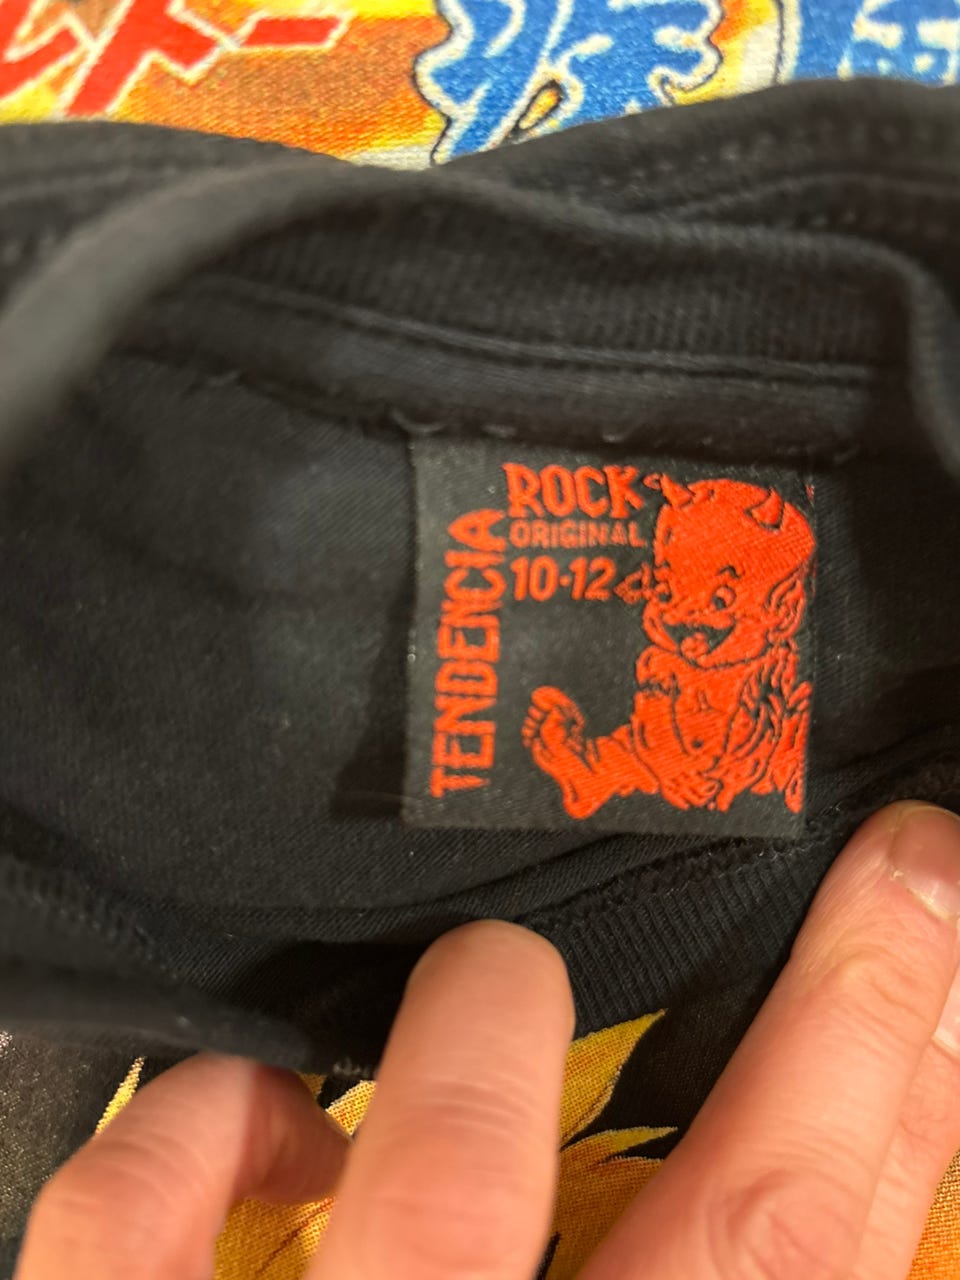 ROCK
ORIGINAL
10-12
TENDENCIA